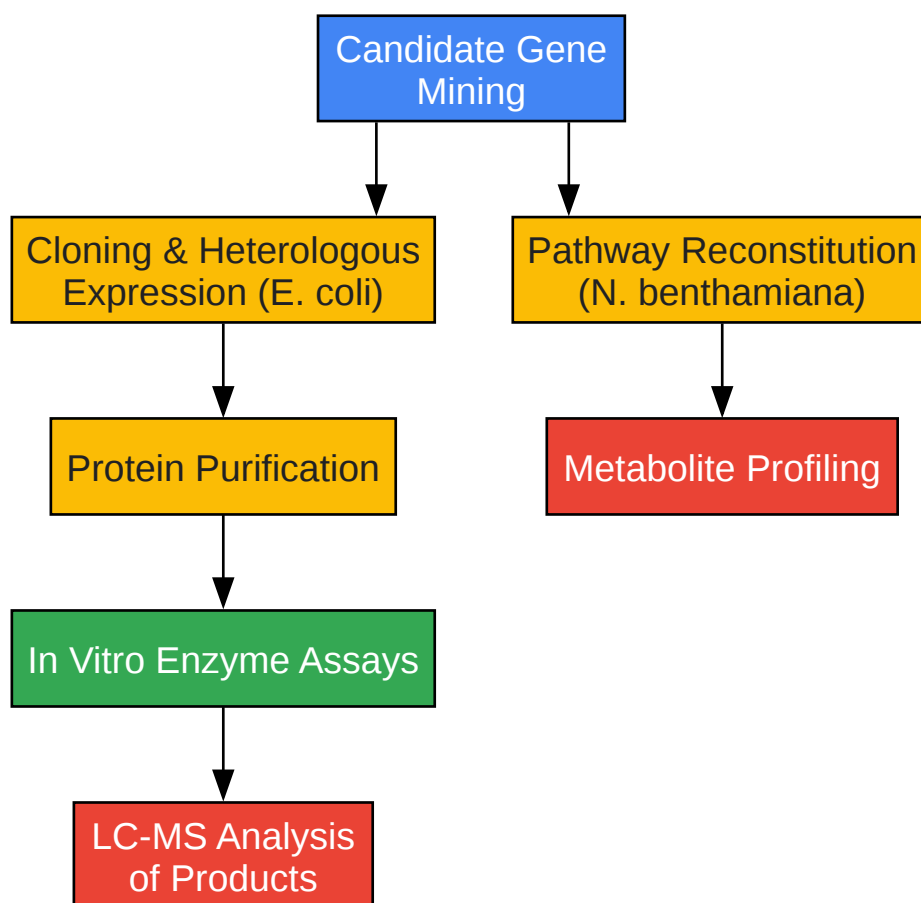 Candidate Gene
Mining
Cloning & Heterologous
Expression (E. coli)
Pathway Reconstitution
(N. benthamiana)
Protein Purification
Metabolite Profiling
In Vitro Enzyme Assays
LC-MS Analysis
of Products